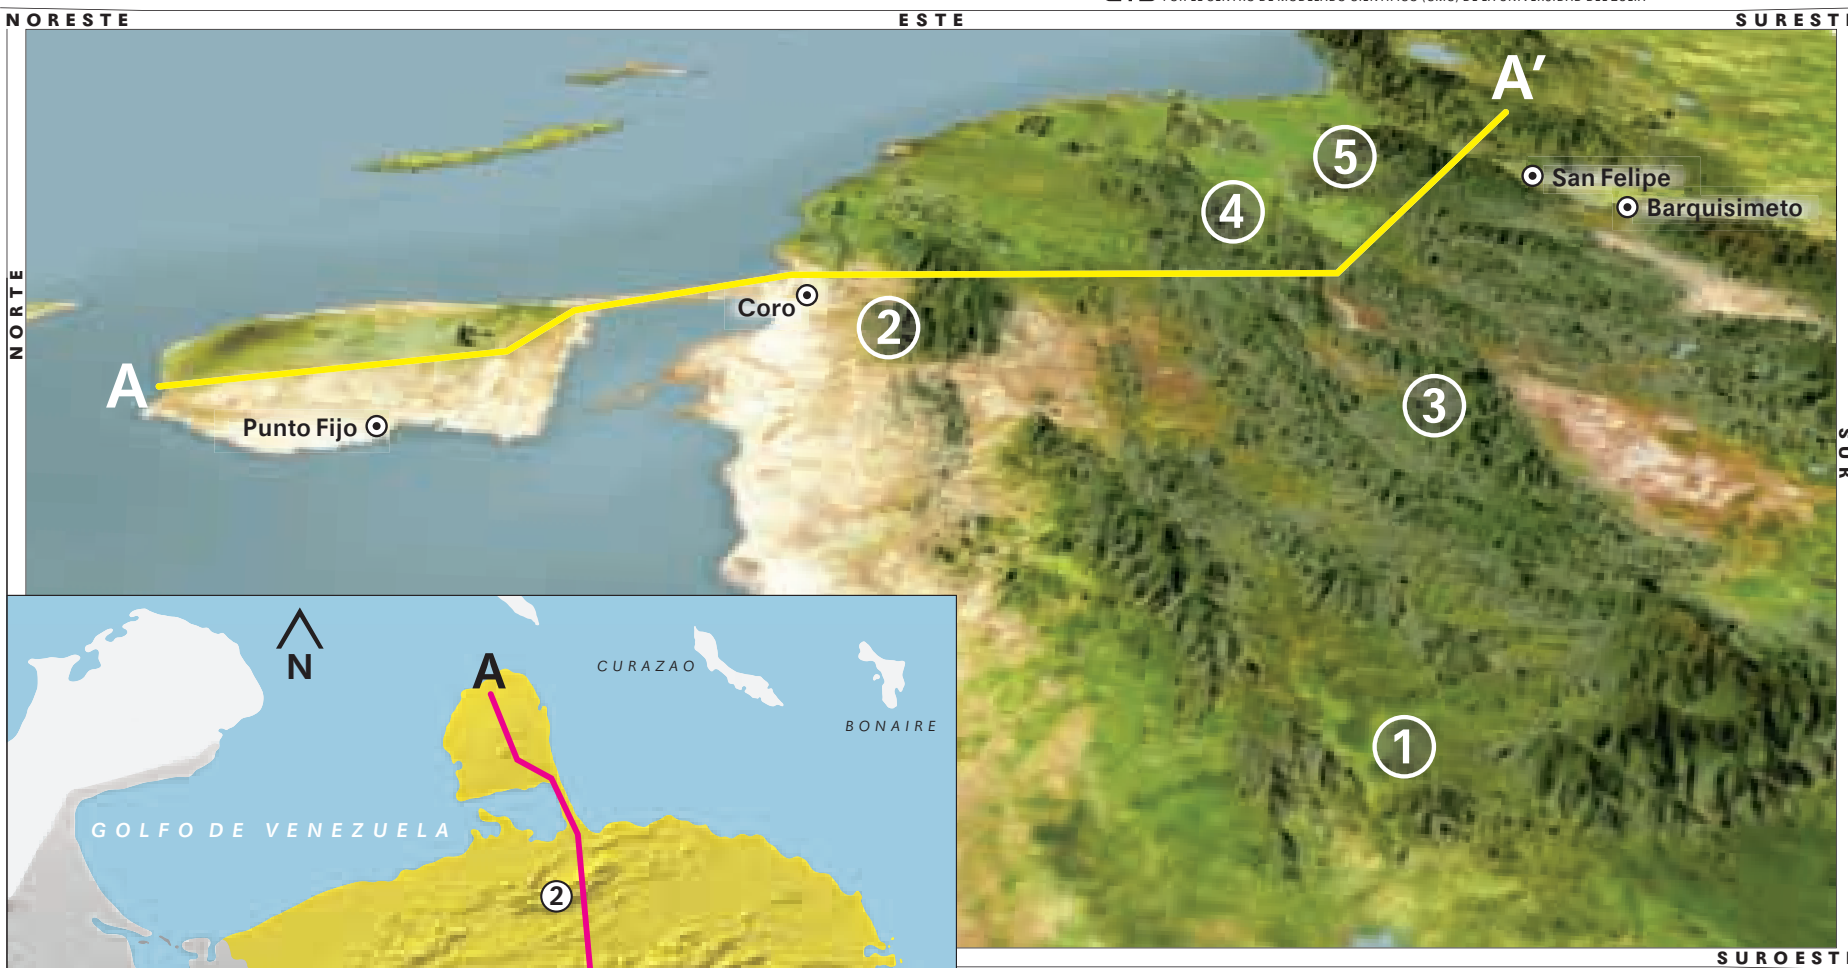 NORESTE
ESTE
SURESTE
A′
5
San Felipe
4
Barquisimeto
NORTE
Coro
2
A
3
Punto Fijo
SUR
1
N
A
CURAZAO
BONAIRE
GOLFO DE VENEZUELA
2
SUROESTE